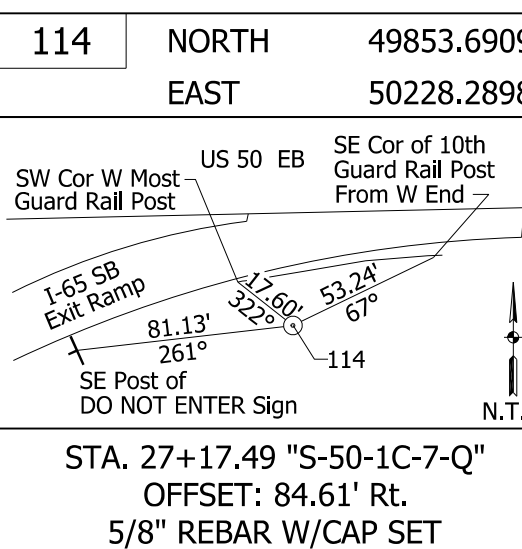 114 NORTH 49853.6909
EAST 50228.2898
US 50 EB
SE Cor of 10th
Guard Rail Post
From W End
SW Cor W Most
Guard Rail Post
I-65 SB
Exit Ramp
17.60'
322°
53.24'
67°
81.13'
261°
114
SE Post of
DO NOT ENTER Sign
N.T.
STA. 27+17.49 "S-50-1C-7-Q"
OFFSET: 84.61' Rt.
5/8" REBAR W/CAP SET